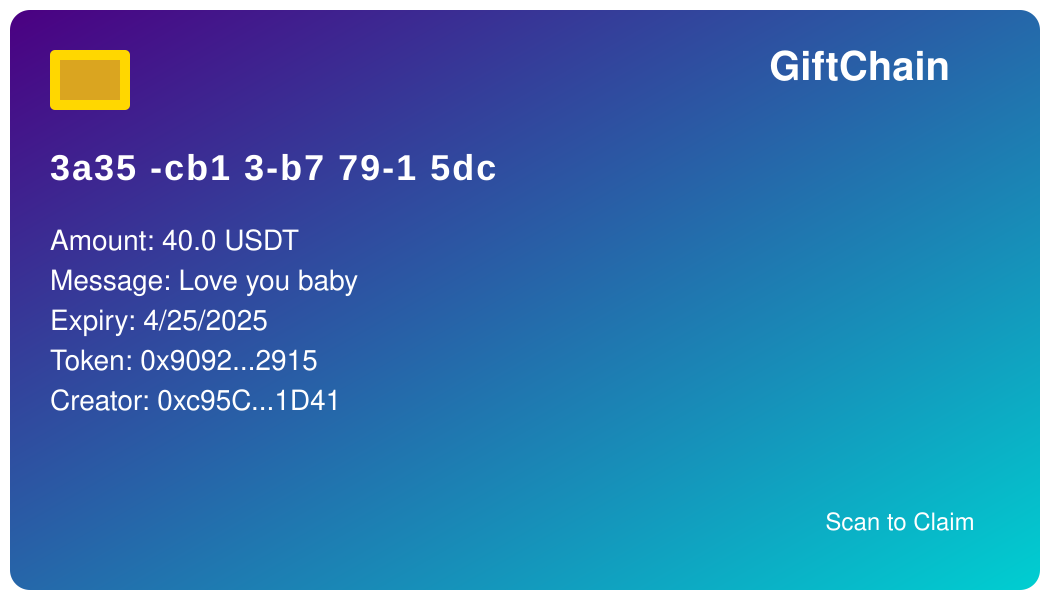 GiftChain
3a35 -cb1 3-b7 79-1 5dc
Amount: 40.0 USDT
Message: Love you baby
Expiry: 4/25/2025
Token: 0x9092...2915
Creator: 0xc95C...1D41
Scan to Claim